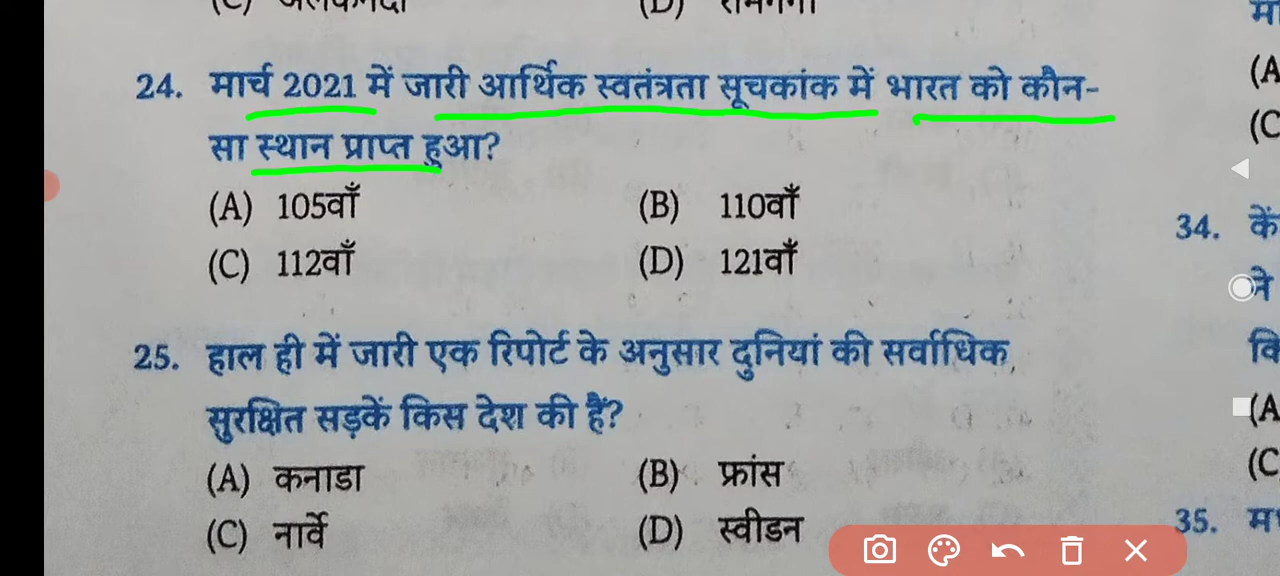 24. मार्च 2021 में जारी आर्थिक स्वतंत्रता सूचकांक में भारत को कौन-
सा स्थान प्राप्त हुआ?
(A) 105वाँ (B) 110वाँ
(C) 112वाँ (D) 121वाँ
25. हाल ही में जारी एक रिपोर्ट के अनुसार दुनियां की सर्वाधिक
सुरक्षित सड़कें किस देश की हैं?
(A) कनाडा (B) फ्रांस
(C) नार्वे (D) स्वीडन
(A
(C
34. कें
ने
वि
(A
(C
35.